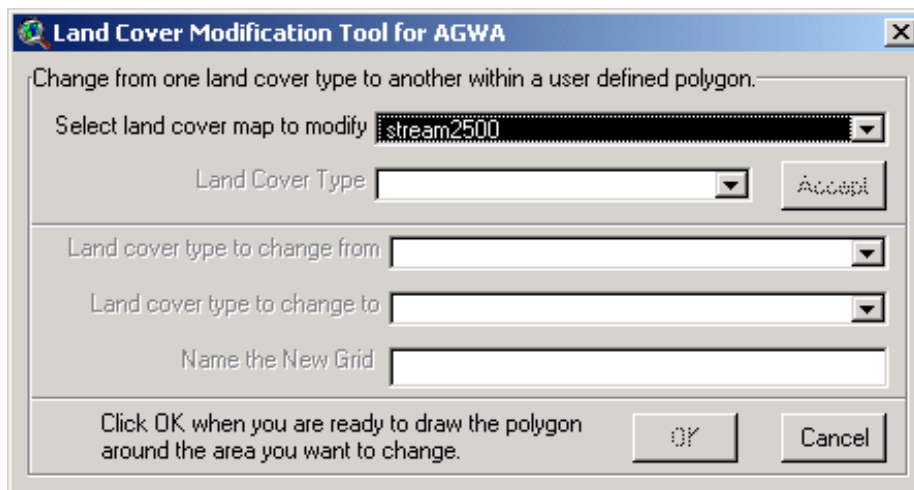 Land Cover Modification Tool for AGWA
Change from one land cover type to another within a user defined polygon.
Select land cover map to modify stream2500
Land Cover Type Accept
Land cover type to change from
Land cover type to change to
Name the New Grid
Click OK when you are ready to draw the polygon
around the area you want to change.
OK Cancel